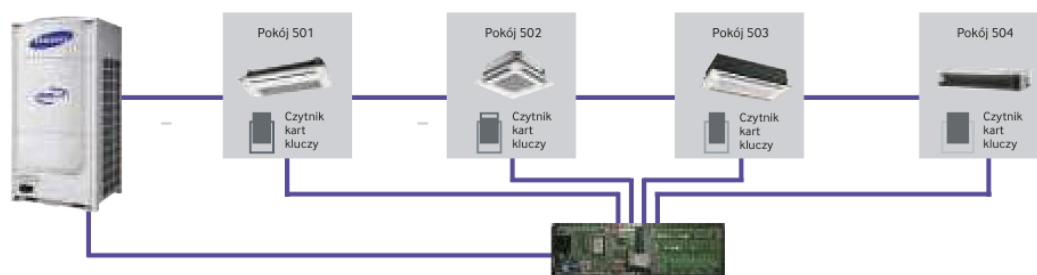 SAMSUNG
Pokój 501
Pokój 502
Pokój 503
Pokój 504
Czytnik
kart
kluczy
Czytnik
kart
kluczy
Czytnik
kart
kluczy
Czytnik
kart
kluczy